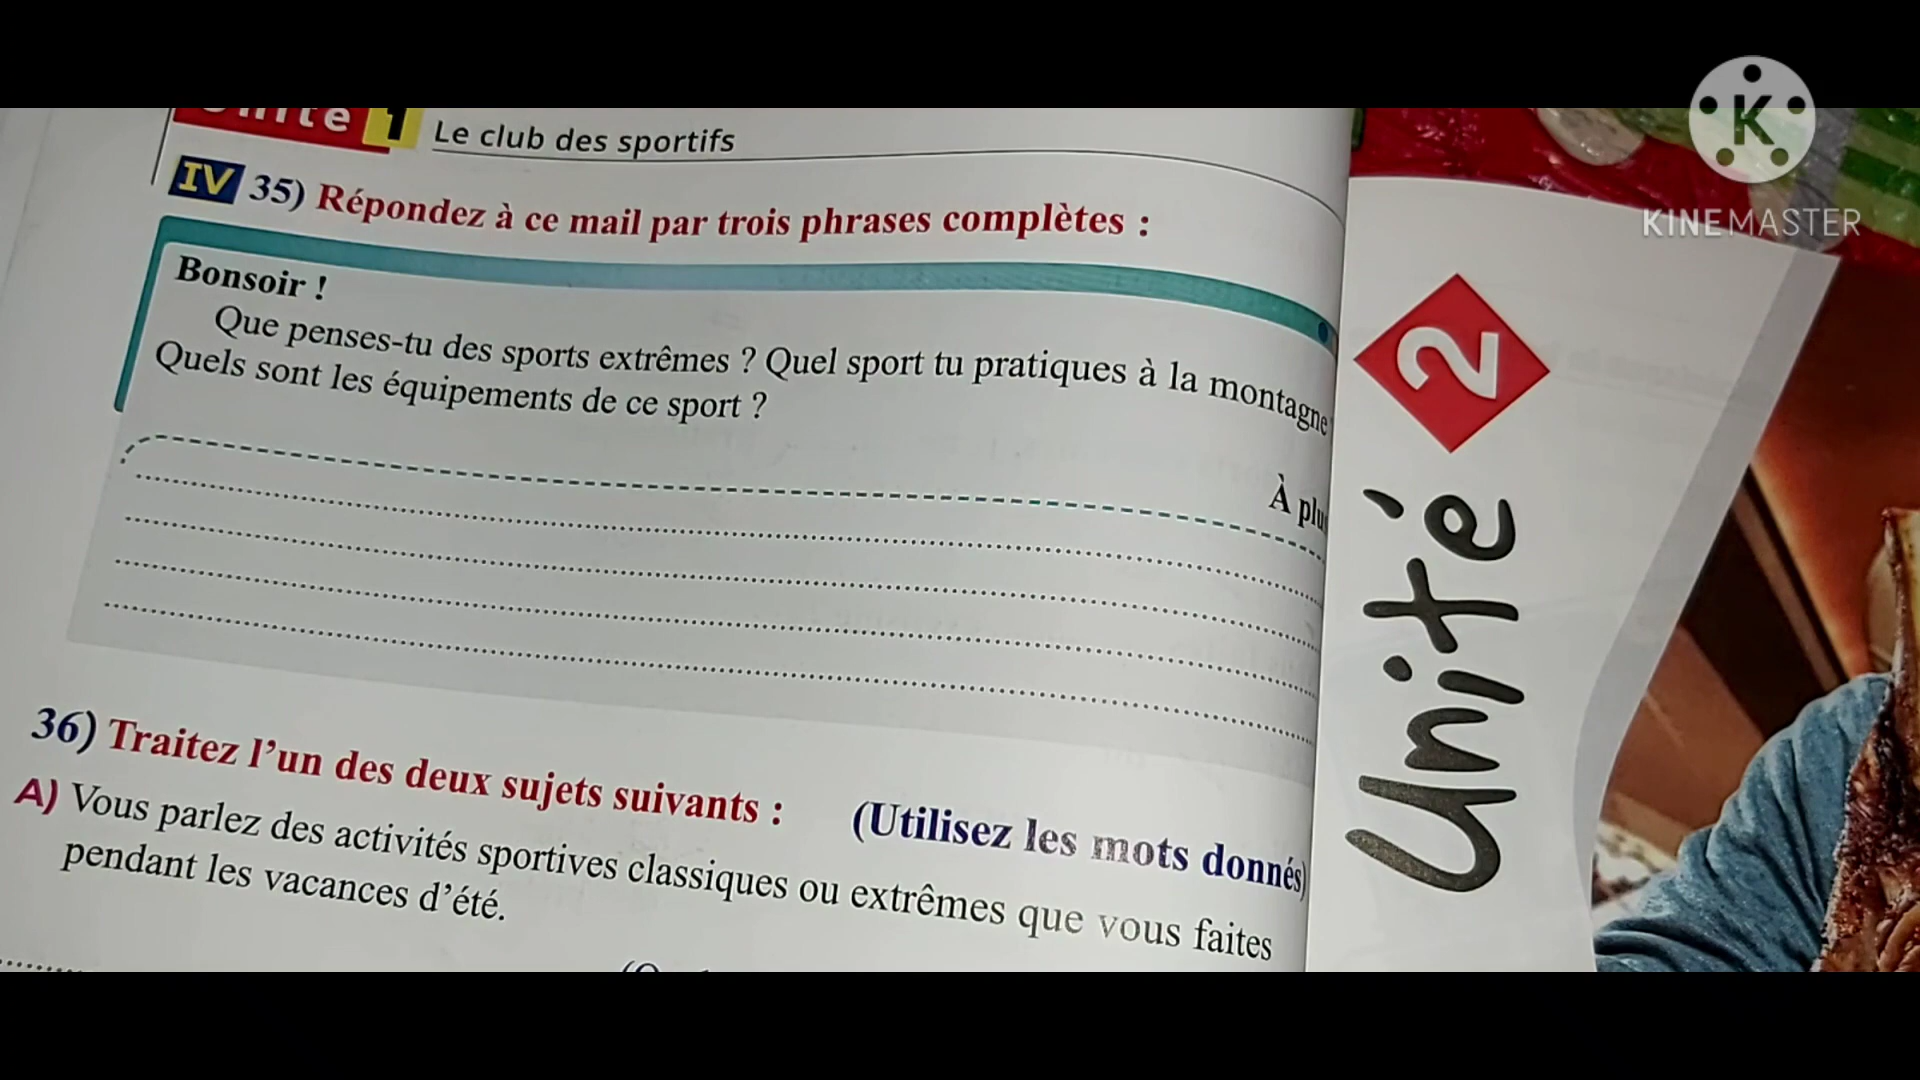 Unité 1 Le club des sportifs
IV 35) Répondez à ce mail par trois phrases complètes :
Bonsoir !
Que penses-tu des sports extrêmes ? Quel sport tu pratiques à la montagne
Quels sont les équipements de ce sport ?
À plu
36) Traitez l'un des deux sujets suivants : (Utilisez les mots donnés)
A) Vous parlez des activités sportives classiques ou extrêmes que vous faites
pendant les vacances d'été.
Unité 2
K
KINEMASTER